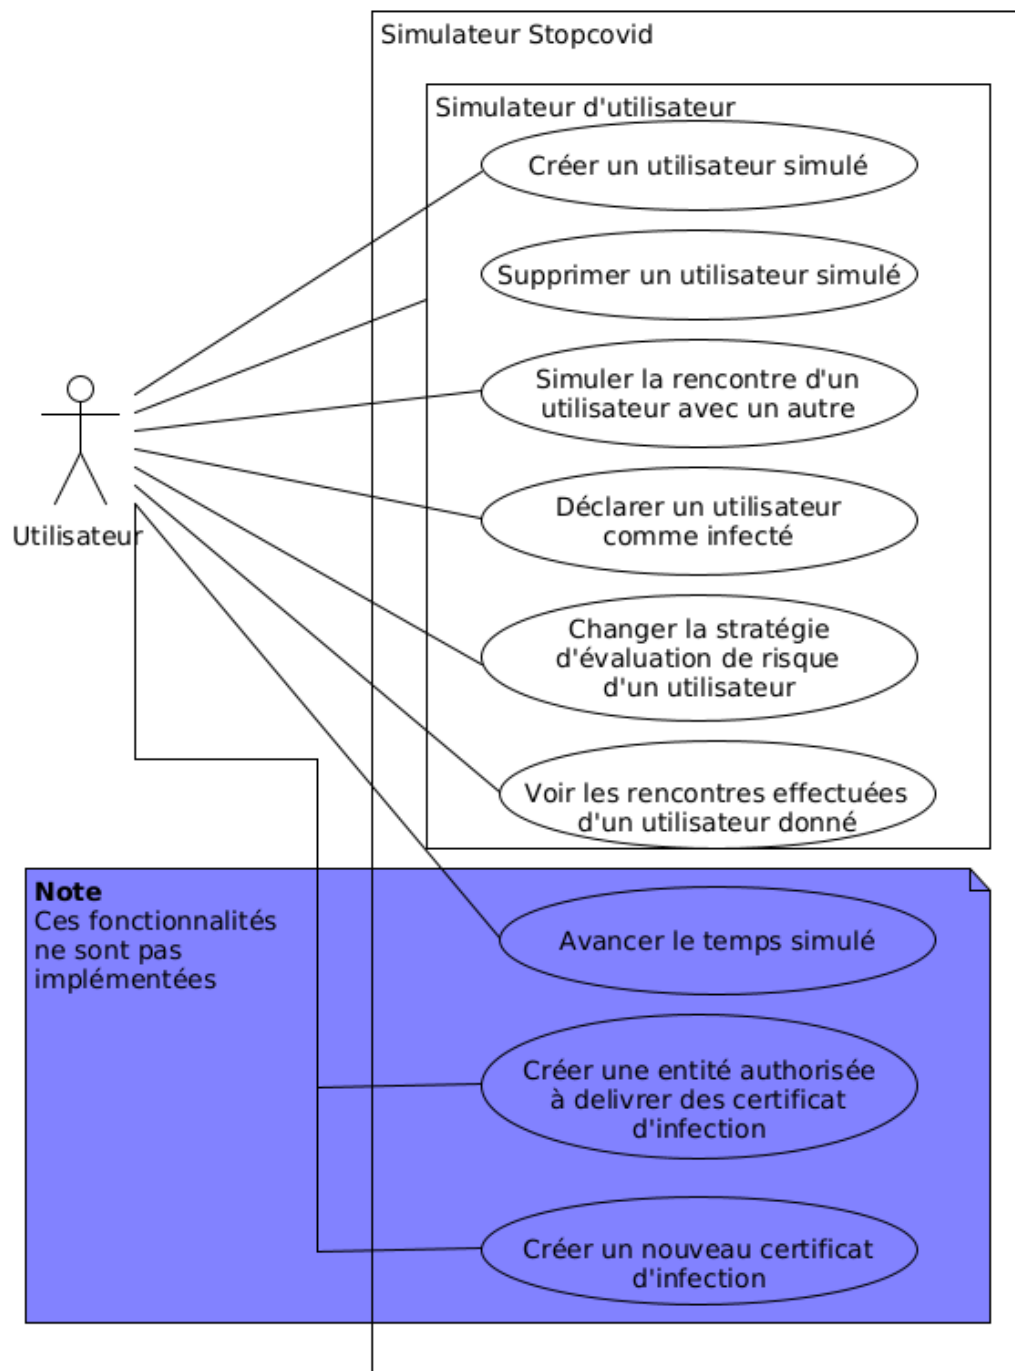 Simulateur Stopcovid
Simulateur d'utilisateur
Créer un utilisateur simulé
Supprimer un utilisateur simulé
Simuler la rencontre d'un
utilisateur avec un autre
Déclarer un utilisateur
comme infecté
Utilisateur
Changer la stratégie
d'évaluation de risque
d'un utilisateur
Voir les rencontres effectuées
d'un utilisateur donné
Note
Ces fonctionnalités
ne sont pas
implémentées
Avancer le temps simulé
Créer une entité authorisée
à delivrer des certificat
d'infection
Créer un nouveau certificat
d'infection